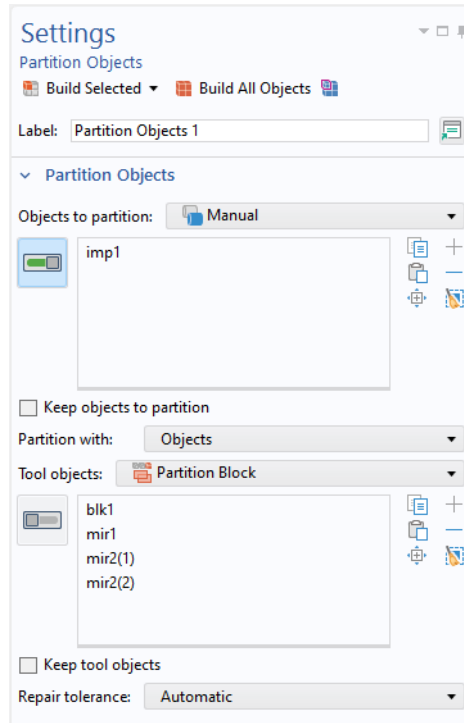 Settings
Partition Objects
Build Selected Build All Objects
Label: Partition Objects 1
Partition Objects
Objects to partition: Manual
imp1
Keep objects to partition
Partition with: Objects
Tool objects: Partition Block
blk1
mir1
mir2(1)
mir2(2)
Keep tool objects
Repair tolerance: Automatic